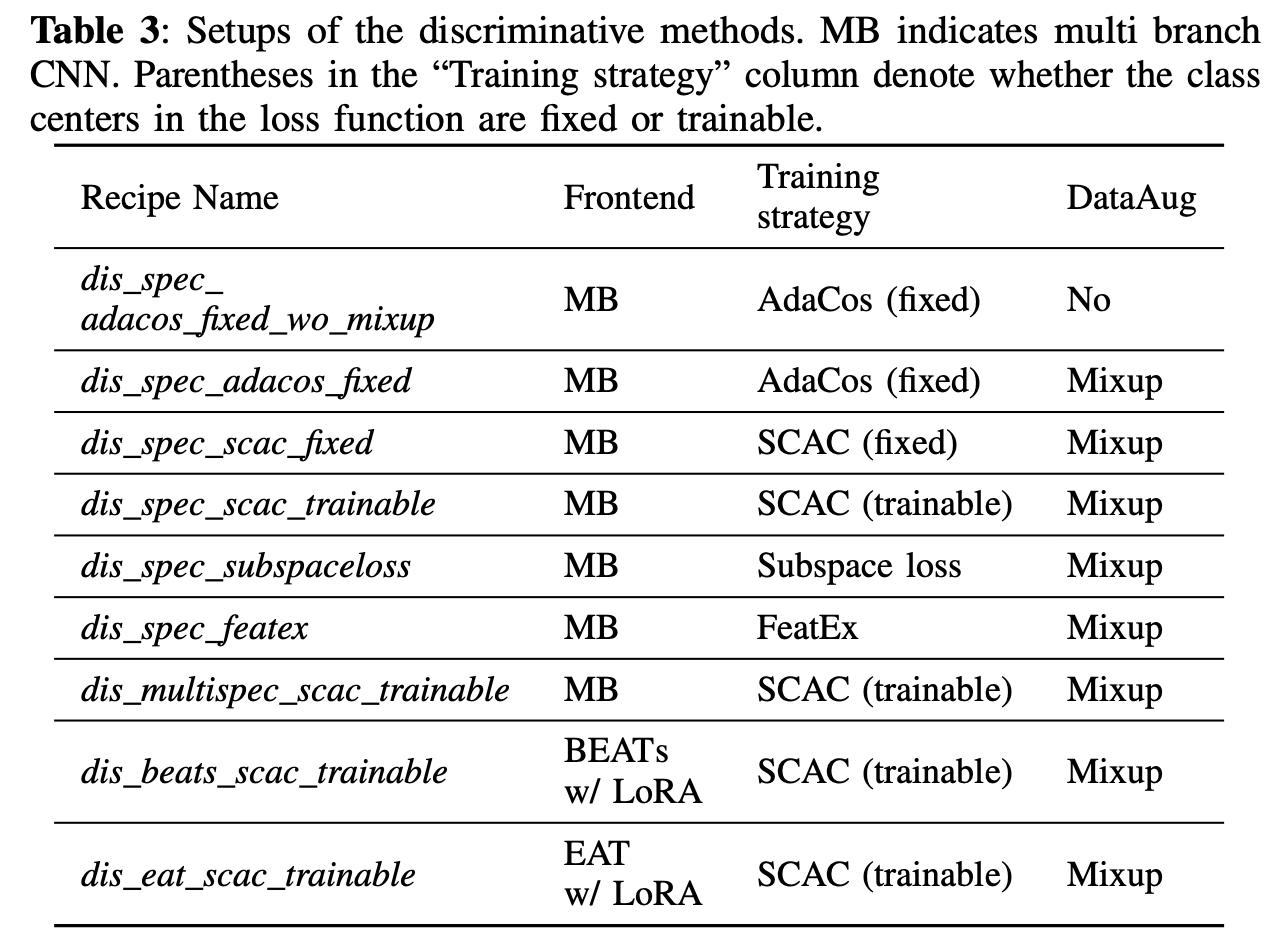 Table 3: Setups of the discriminative methods. MB indicates multi branch
CNN. Parentheses in the “Training strategy” column denote whether the class
centers in the loss function are fixed or trainable.
Recipe Name Frontend Training strategy DataAug
dis_spec_
adacos_fixed_wo_mixup MB AdaCos (fixed) No
dis_spec_adacos_fixed MB AdaCos (fixed) Mixup
dis_spec_scac_fixed MB SCAC (fixed) Mixup
dis_spec_scac_trainable MB SCAC (trainable) Mixup
dis_spec_subspaceloss MB Subspace loss Mixup
dis_spec_featex MB FeatEx Mixup
dis_multispec_scac_trainable MB SCAC (trainable) Mixup
dis_beats_scac_trainable BEATs w/ LoRA SCAC (trainable) Mixup
dis_eat_scac_trainable EAT w/ LoRA SCAC (trainable) Mixup